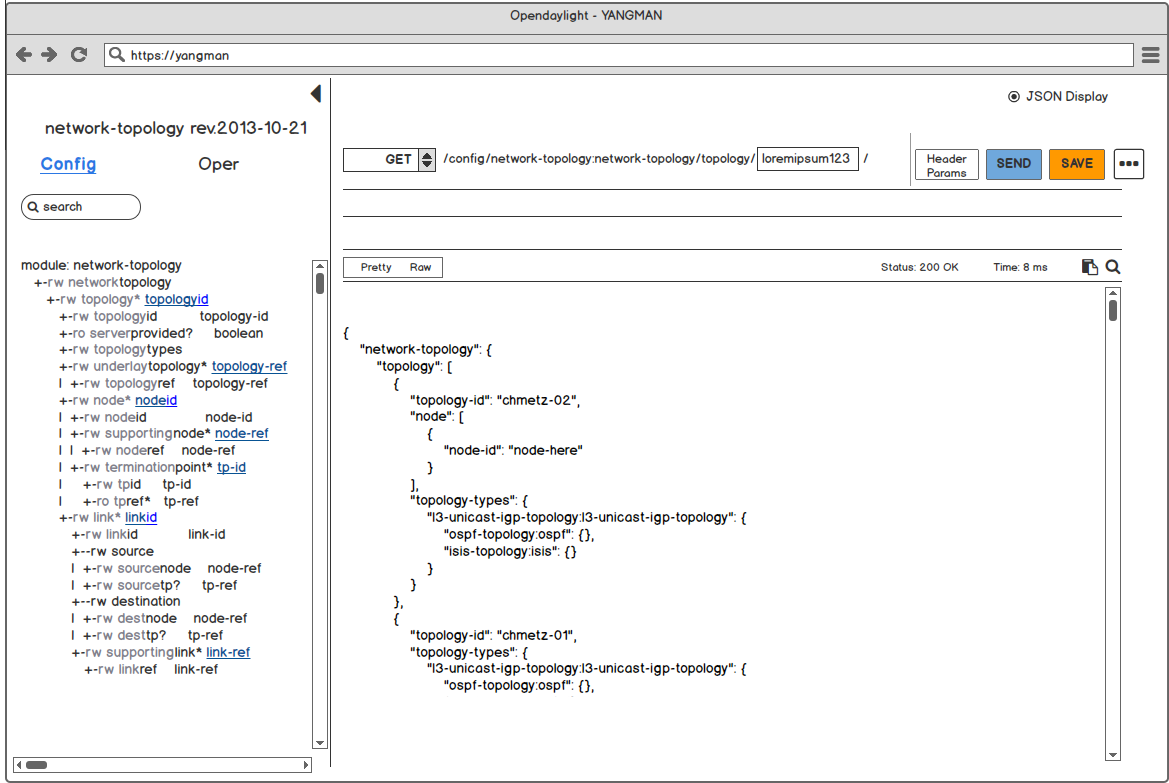 Opendaylight - YANGMAN
https://yangman
network-topology rev.2013-10-21
Config Oper
search
module: network-topology
+-rw networktopology
+-rw topology* topologyid
+-rw topologyid topology-id
+-ro serverprovided? boolean
+-rw topologytypes
+-rw underlaytopology* topology-ref
| +-rw topologyref topology-ref
+-rw node* nodeid
| +-rw nodeid node-id
| +-rw supportingnode* node-ref
| | +-rw noderef node-ref
| +-rw terminationpoint* tp-id
| +-rw tpid tp-id
| +-ro tpref* tp-ref
+-rw link* linkid
+-rw linkid link-id
+--rw source
| +-rw sourcenode node-ref
| +-rw sourcetp? tp-ref
+--rw destination
| +-rw destnode node-ref
| +-rw desttp? tp-ref
+-rw supportinglink* link-ref
+-rw linkref link-ref
JSON Display
GET /config/network-topology:network-topology/topology/ loremipsum123 /
Header
Params
SEND SAVE
Pretty Raw Status: 200 OK Time: 8 ms
{
"network-topology": {
"topology": [
{
"topology-id": "chmetz-02",
"node": [
{
"node-id": "node-here"
}
],
"topology-types": {
"l3-unicast-igp-topology:l3-unicast-igp-topology": {
"ospf-topology:ospf": {},
"isis-topology:isis": {}
}
}
},
{
"topology-id": "chmetz-01",
"topology-types": {
"l3-unicast-igp-topology:l3-unicast-igp-topology": {
"ospf-topology:ospf": {},